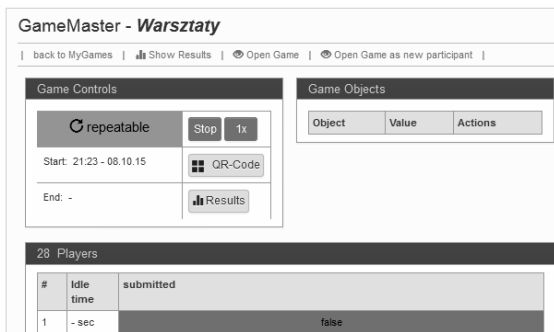 GameMaster - Warsztaty
| back to MyGames | Show Results | Open Game | Open Game as new participant |
Game Controls
repeatable
Stop
1x
Start: 21:23 - 08.10.15
QR-Code
End: -
Results
Game Objects
Object Value Actions
28 Players
# Idle time submitted
1 - sec false